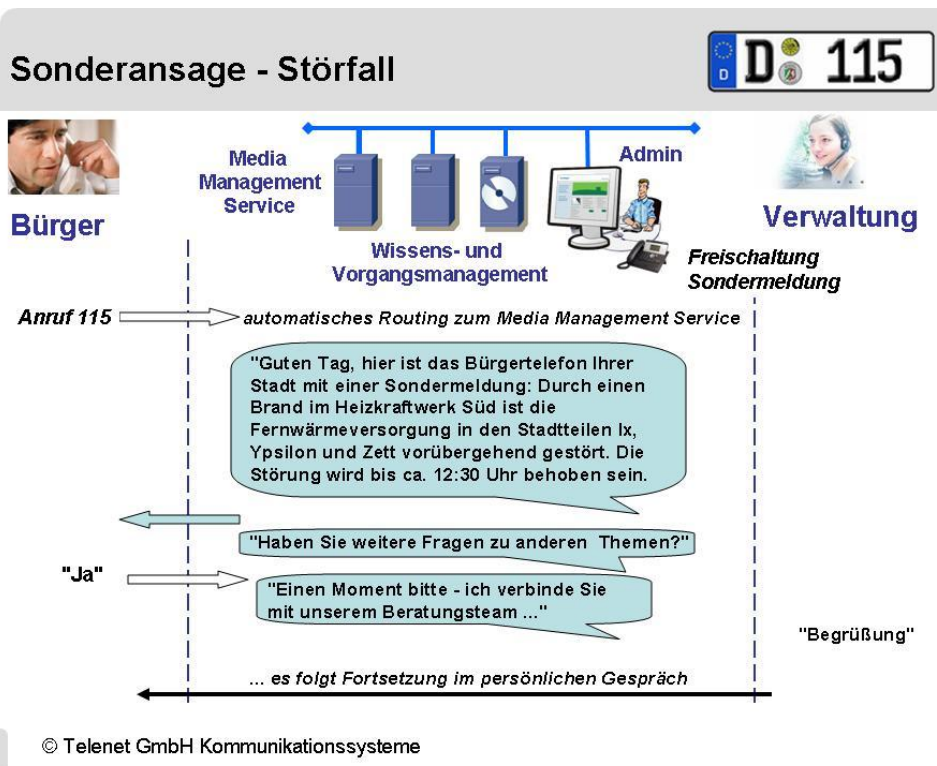 Sonderansage - Störfall
D 115
D
Media
Management
Service
Admin
Bürger
Verwaltung
Wissens- und
Vorgangsmanagement
Freischaltung
Sondermeldung
Anruf 115
automatisches Routing zum Media Management Service
"Guten Tag, hier ist das Bürgertelefon Ihrer
Stadt mit einer Sondermeldung: Durch einen
Brand im Heizkraftwerk Süd ist die
Fernwärmeversorgung in den Stadtteilen Ix,
Ypsilon und Zett vorübergehend gestört. Die
Störung wird bis ca. 12:30 Uhr behoben sein.
"Haben Sie weitere Fragen zu anderen Themen?"
"Ja"
"Einen Moment bitte - ich verbinde Sie
mit unserem Beratungsteam ..."
"Begrüßung"
... es folgt Fortsetzung im persönlichen Gespräch
© Telenet GmbH Kommunikationssysteme